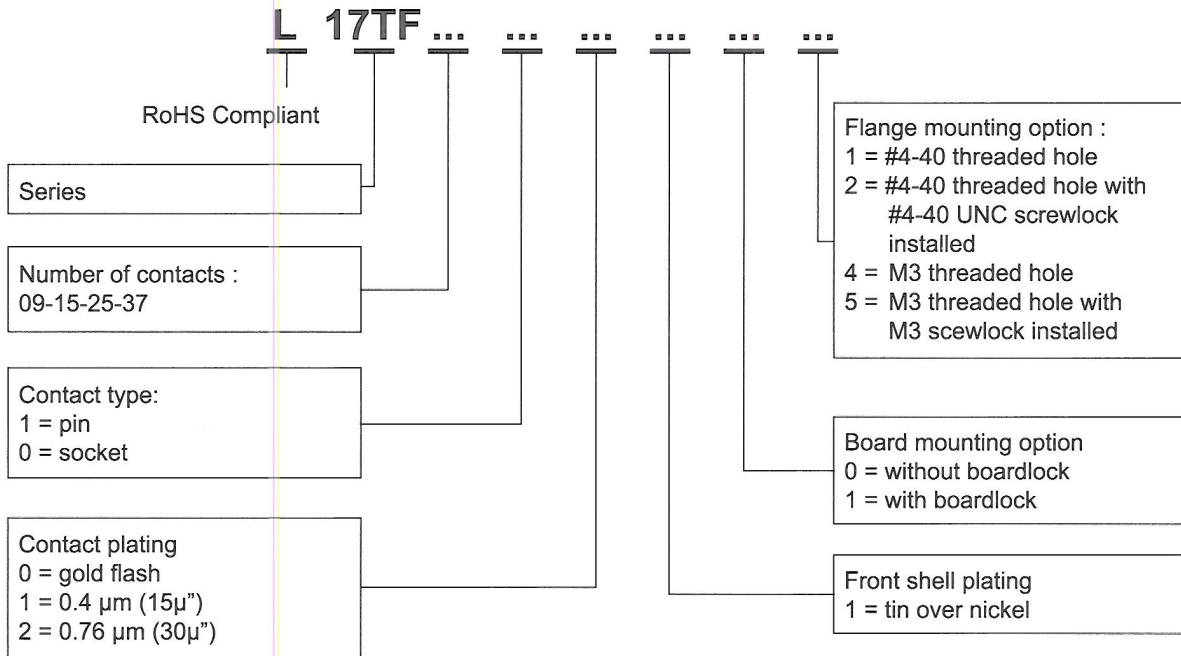 L 17TF ... ... ... ... ... ...
RoHS Compliant
Series
Number of contacts :
09-15-25-37
Contact type:
1 = pin
0 = socket
Contact plating
0 = gold flash
1 = 0.4 µm (15µ”)
2 = 0.76 µm (30µ”)
Flange mounting option :
1 = #4-40 threaded hole
2 = #4-40 threaded hole with
#4-40 UNC screwlock
installed
4 = M3 threaded hole
5 = M3 threaded hole with
M3 scewlock installed
Board mounting option
0 = without boardlock
1 = with boardlock
Front shell plating
1 = tin over nickel